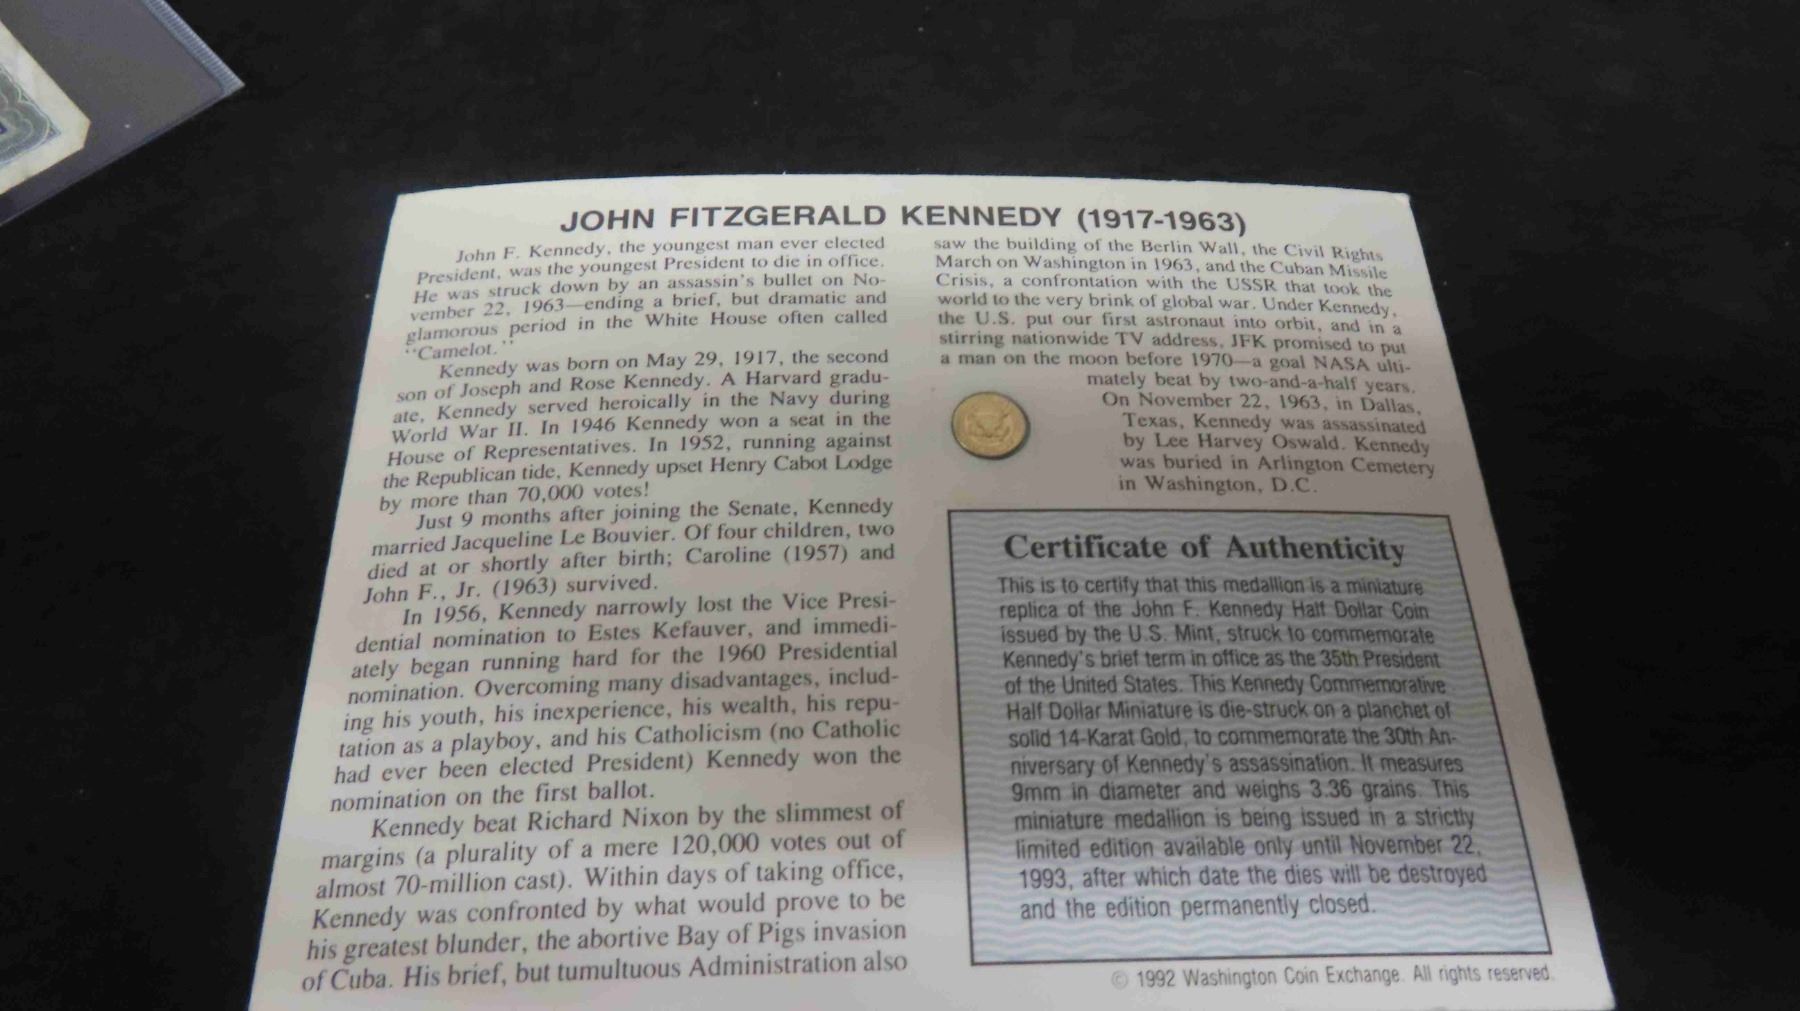 JOHN FITZGERALD KENNEDY (1917-1963)
John F. Kennedy, the youngest man ever elected
President, was the youngest President to die in office.
He was struck down by an assassin's bullet on No-
vember 22, 1963—ending a brief, but dramatic and
glamorous period in the White House often called
"Camelot."
Kennedy was born on May 29, 1917, the second
son of Joseph and Rose Kennedy. A Harvard gradu-
ate, Kennedy served heroically in the Navy during
World War II. In 1946 Kennedy won a seat in the
House of Representatives. In 1952, running against
the Republican tide, Kennedy upset Henry Cabot Lodge
by more than 70,000 votes!
Just 9 months after joining the Senate, Kennedy
married Jacqueline Le Bouvier. Of four children, two
died at or shortly after birth; Caroline (1957) and
John F., Jr. (1963) survived.
In 1956, Kennedy narrowly lost the Vice Presi-
dential nomination to Estes Kefauver, and immedi-
ately began running hard for the 1960 Presidential
nomination. Overcoming many disadvantages, includ-
ing his youth, his inexperience, his wealth, his repu-
tation as a playboy, and his Catholicism (no Catholic
had ever been elected President) Kennedy won the
nomination on the first ballot.
Kennedy beat Richard Nixon by the slimmest of
margins (a plurality of a mere 120,000 votes out of
almost 70-million cast). Within days of taking office,
Kennedy was confronted by what would prove to be
his greatest blunder, the abortive Bay of Pigs invasion
of Cuba. His brief, but tumultuous Administration also
saw the building of the Berlin Wall, the Civil Rights
March on Washington in 1963, and the Cuban Missile
Crisis, a confrontation with the USSR that took the
world to the very brink of global war. Under Kennedy,
the U.S. put our first astronaut into orbit, and in a
stirring nationwide TV address, JFK promised to put
a man on the moon before 1970—a goal NASA ulti-
mately beat by two-and-a-half years.
On November 22, 1963, in Dallas,
Texas, Kennedy was assassinated
by Lee Harvey Oswald. Kennedy
was buried in Arlington Cemetery
in Washington, D.C.
Certificate of Authenticity
This is to certify that this medallion is a miniature
replica of the John F. Kennedy Half Dollar Coin
issued by the U.S. Mint, struck to commemorate
Kennedy's brief term in office as the 35th President
of the United States. This Kennedy Commemorative
Half Dollar Miniature is die-struck on a planchet of
solid 14-Karat Gold, to commemorate the 30th An-
niversary of Kennedy's assassination. It measures
9mm in diameter and weighs 3.36 grains. This
miniature medallion is being issued in a strictly
limited edition available only until November 22,
1993, after which date the dies will be destroyed
and the edition permanently closed.
© 1992 Washington Coin Exchange. All rights reserved.